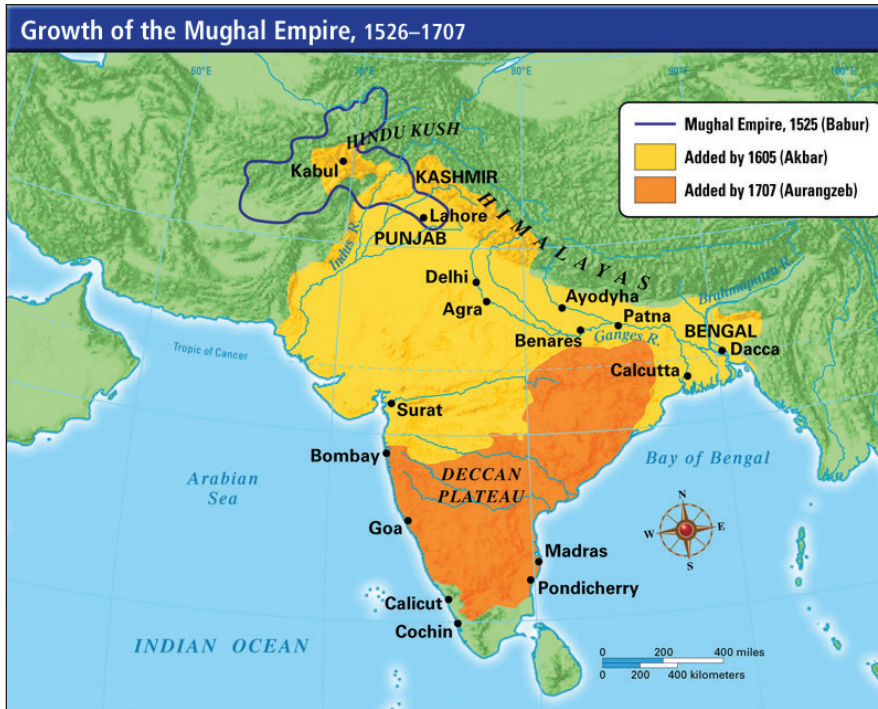 Growth of the Mughal Empire, 1526–1707
60°E
70°E
80°E
90°E
100°E
Mughal Empire, 1525 (Babur)
Added by 1605 (Akbar)
Added by 1707 (Aurangzeb)
HINDU KUSH
Kabul
KASHMIR
HIMALAYAS
Lahore
PUNJAB
Indus R.
Delhi
Agra
Ayodyha
Patna
Brahmaputra R.
BENGAL
Benares
Ganges R.
Dacca
Tropic of Cancer
Calcutta
Surat
Bombay
Arabian
Sea
DECCAN
PLATEAU
Bay of Bengal
Goa
N
W
E
S
Madras
Pondicherry
Calicut
Cochin
INDIAN OCEAN
0 200 400 miles
0 200 400 kilometers